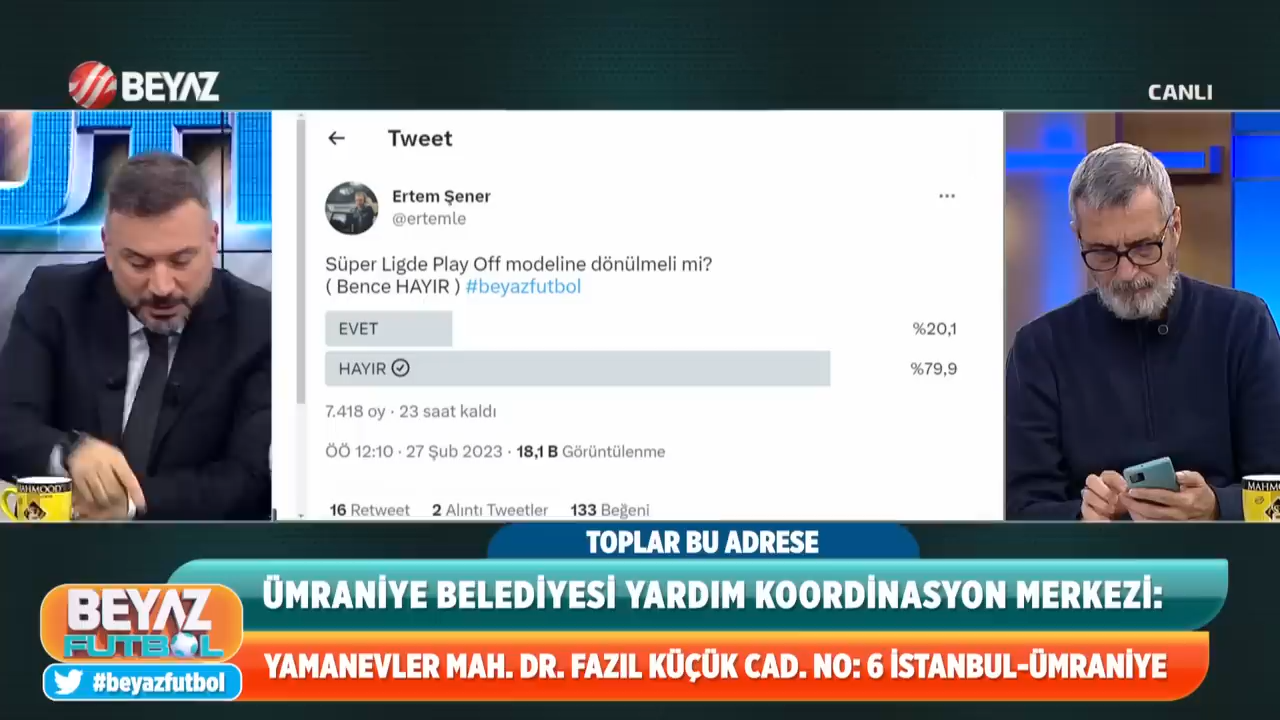 BEYAZ
CANLI
Tweet
Ertem Şener
@ertemle
Süper Ligde Play Off modeline dönülmeli mi?
( Bence HAYIR ) #beyazfutbol
EVET %20,1
HAYIR %79,9
7.418 oy · 23 saat kaldı
ÖÖ 12:10 · 27 Şub 2023 · 18,1 B Görüntülenme
16 Retweet 2 Alıntı Tweetler 133 Beğeni
MAHMOOD
MAHM
TOPLAR BU ADRESE
ÜMRANİYE BELEDİYESİ YARDIM KOORDİNASYON MERKEZİ:
YAMANEVLER MAH. DR. FAZIL KÜÇÜK CAD. NO: 6 İSTANBUL-ÜMRANİYE
BEYAZ
FUTBOL
#beyazfutbol